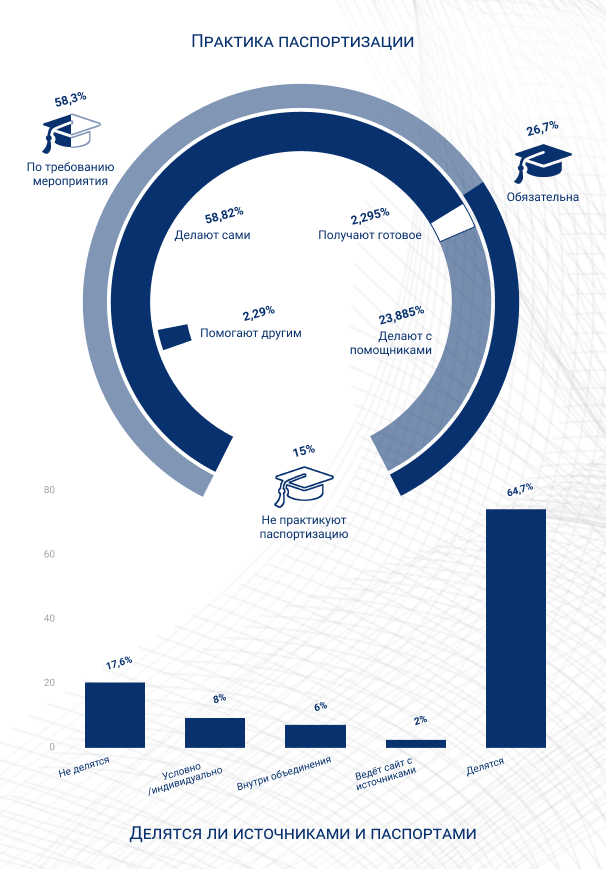 Практика паспортизации
58,3%
По требованию
мероприятия
26,7%
Обязательна
58,82%
Делают сами
2,295%
Получают готовое
2,29%
Помогают другим
23,885%
Делают с
помощниками
15%
Не практикуют
паспортизацию
80
60
40
20
0
17,6%
8%
6%
2%
64,7%
Не делятся
Условно
/индивидуально
Внутри объединения
Ведёт сайт с
источниками
Делятся
Делятся ли источниками и паспортами